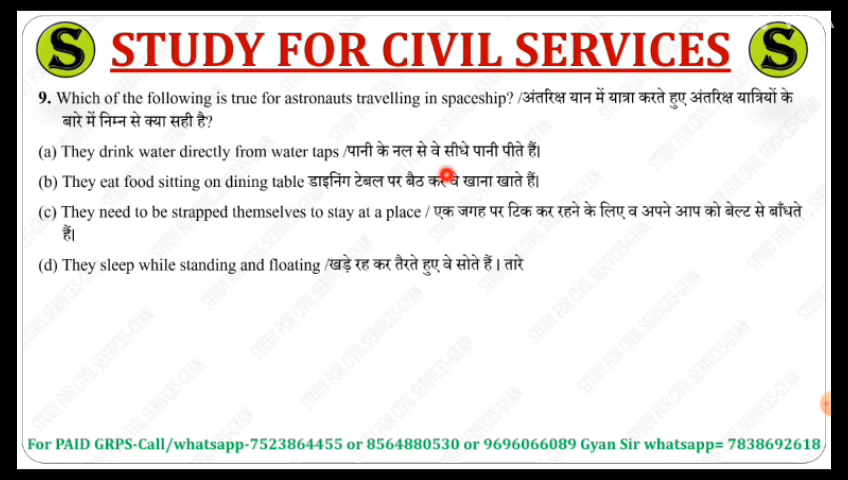 S STUDY FOR CIVIL SERVICES S
9. Which of the following is true for astronauts travelling in spaceship? /अंतरिक्ष यान में यात्रा करते हुए अंतरिक्ष यात्रियों के
बारे में निम्न से क्या सही है?
(a) They drink water directly from water taps /पानी के नल से वे सीधे पानी पीते हैं।
(b) They eat food sitting on dining table डाइनिंग टेबल पर बैठ कर वे खाना खाते हैं।
(c) They need to be strapped themselves to stay at a place / एक जगह पर टिक कर रहने के लिए व अपने आप को बेल्ट से बाँधते
हैं।
(d) They sleep while standing and floating /खड़े रह कर तैरते हुए वे सोते हैं । तारे
For PAID GRPS-Call/whatsapp-7523864455 or 8564880530 or 9696066089 Gyan Sir whatsapp= 7838692618